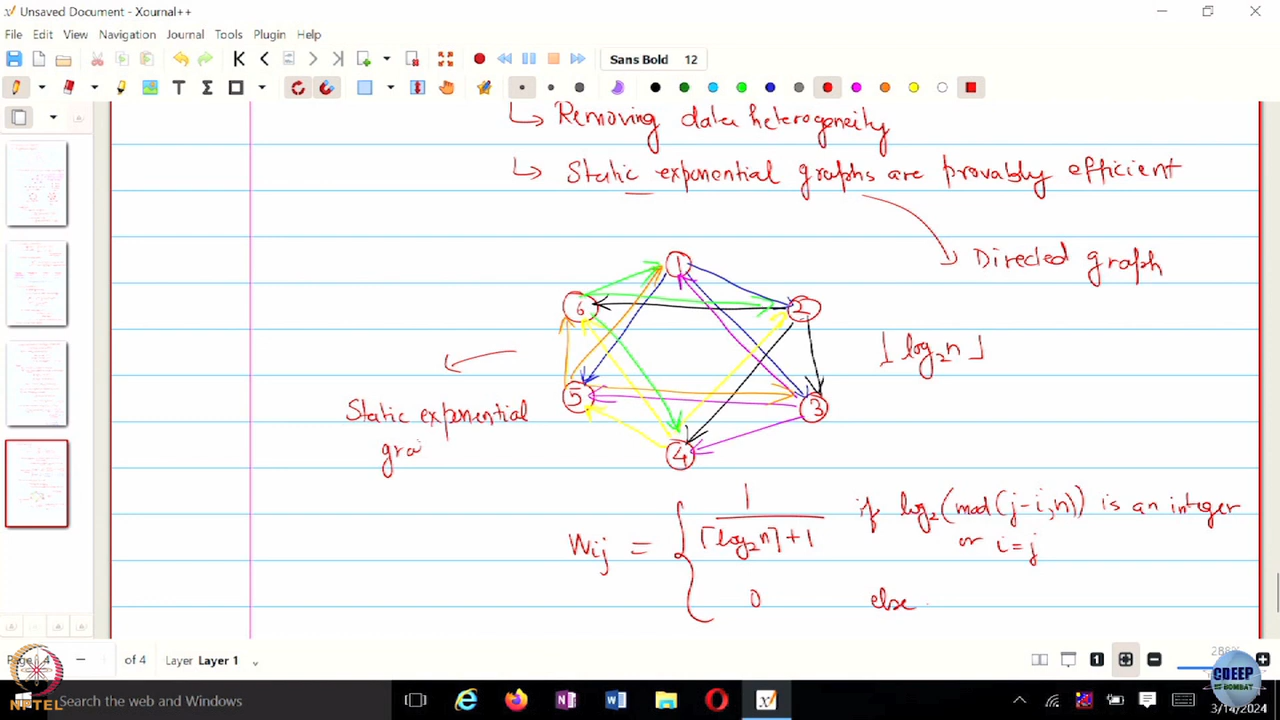 Unsaved Document - Xournal++
File Edit View Navigation Journal Tools Plugin Help
Sans Bold 12
↳ Removing data heterogeneity
↳ Static exponential graphs are provably efficient
Directed graph
1
6
2
⌊log₂n⌋
5
3
Static exponential
gra
4
Wij = { 1 / (⌈log₂n⌉+1) if log₂(mod(j-i,n)) is an integer
or i=j
0 else
Page 4 of 4 Layer Layer 1
288%
CDEEP
IIT BOMBAY
Search the web and Windows
NPTEL
3/14/2024